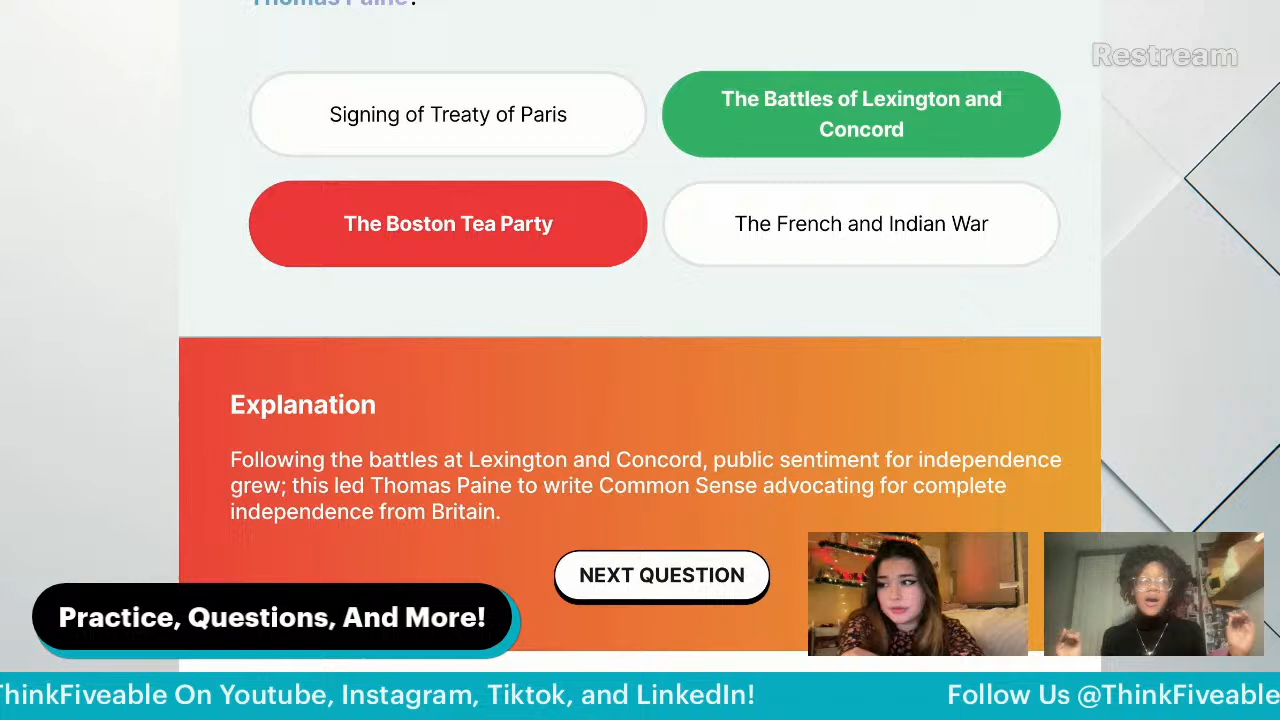 Thomas Paine?
Restream
Signing of Treaty of Paris
The Battles of Lexington and
Concord
The Boston Tea Party
The French and Indian War
Explanation
Following the battles at Lexington and Concord, public sentiment for independence
grew; this led Thomas Paine to write Common Sense advocating for complete
independence from Britain.
NEXT QUESTION
Practice, Questions, And More!
ThinkFiveable On Youtube, Instagram, Tiktok, and LinkedIn!
Follow Us @ThinkFiveable